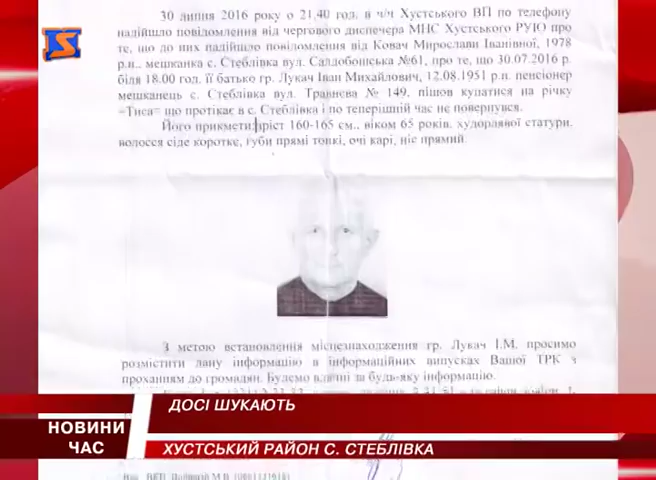 30 липня 2016 року о 21.40 год. в ч/ч Хустського ВП по телефону
надійшло повідомлення від чергового диспечера МНС Хустського РУЮ про
те, що до них надійшло повідомлення від Ковач Мирослави Іванівної, 1978
р.н., мешканка с. Стеблівка вул. Салдобошська №61, про те, що 30.07.2016 р.
біля 18.00 год. її батько гр. Лукач Іван Михайлович, 12.08.1951 р.н. пенсіонер
мешканець с. Стеблівка вул. Травнєва № 149, пішов купатися на річку
«Тиса» що протікає в с. Стеблівка і по теперішній час не повернувся.
Його прикмети:зріст 160-165 см., віком 65 років, худорлявої статури,
волосся сіде коротке, губи прямі тонкі, очі карі, ніс прямий.
З метою встановлення місцезнаходження гр. Лукач І.М. просимо
розмістити дану інформацію в інформаційних випусках Вашої ТРК з
проханням до громадян. Будемо вдячні за будь-яку інформацію.
ДОСІ ШУКАЮТЬ
НОВИНИ
ЧАС
ХУСТСЬКИЙ РАЙОН С. СТЕБЛІВКА